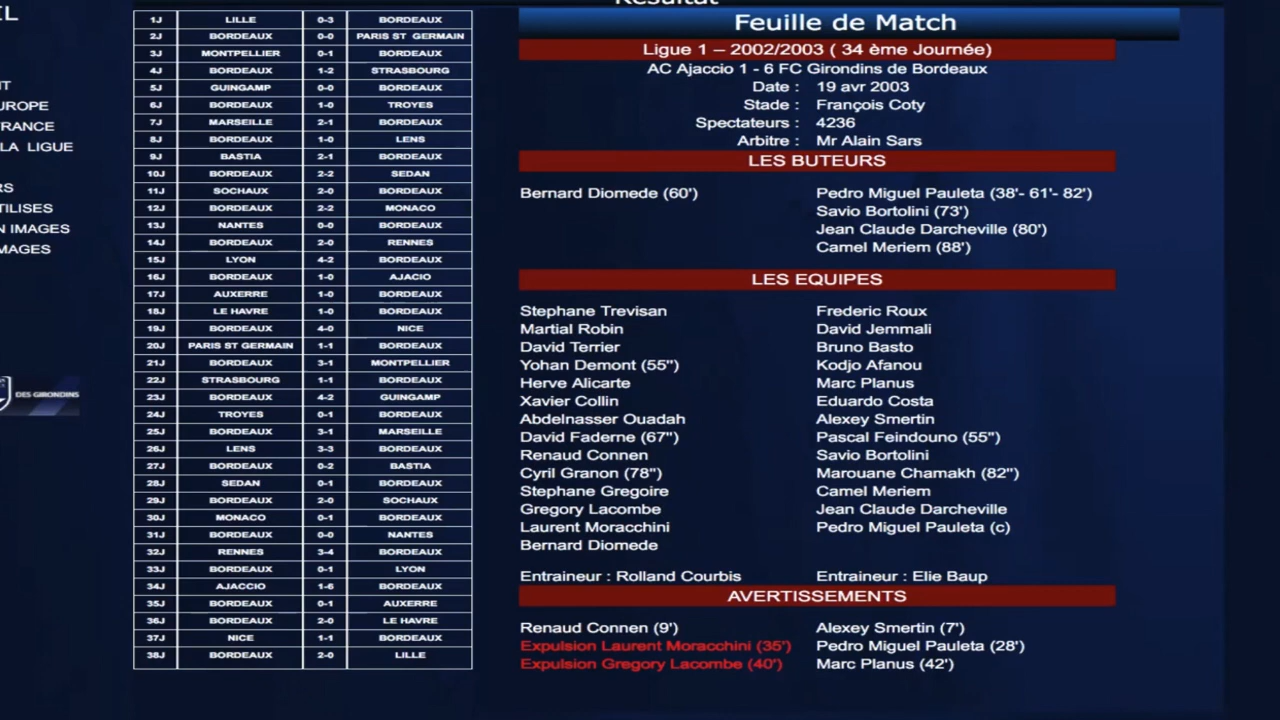 Résultat
EL
T
UROPE
RANCE
LA LIGUE
RS
TILISES
N IMAGES
MAGES
DES GIRONDINS
1J LILLE 0-3 BORDEAUX
2J BORDEAUX 0-0 PARIS ST GERMAIN
3J MONTPELLIER 0-1 BORDEAUX
4J BORDEAUX 1-2 STRASBOURG
5J GUINGAMP 0-0 BORDEAUX
6J BORDEAUX 1-0 TROYES
7J MARSEILLE 2-1 BORDEAUX
8J BORDEAUX 1-0 LENS
9J BASTIA 2-1 BORDEAUX
10J BORDEAUX 2-2 SEDAN
11J SOCHAUX 2-0 BORDEAUX
12J BORDEAUX 2-2 MONACO
13J NANTES 0-0 BORDEAUX
14J BORDEAUX 2-0 RENNES
15J LYON 4-2 BORDEAUX
16J BORDEAUX 1-0 AJACIO
17J AUXERRE 1-0 BORDEAUX
18J LE HAVRE 1-0 BORDEAUX
19J BORDEAUX 4-0 NICE
20J PARIS ST GERMAIN 1-1 BORDEAUX
21J BORDEAUX 3-1 MONTPELLIER
22J STRASBOURG 1-1 BORDEAUX
23J BORDEAUX 4-2 GUINGAMP
24J TROYES 0-1 BORDEAUX
25J BORDEAUX 3-1 MARSEILLE
26J LENS 3-3 BORDEAUX
27J BORDEAUX 0-2 BASTIA
28J SEDAN 0-1 BORDEAUX
29J BORDEAUX 2-0 SOCHAUX
30J MONACO 0-1 BORDEAUX
31J BORDEAUX 0-0 NANTES
32J RENNES 3-4 BORDEAUX
33J BORDEAUX 0-1 LYON
34J AJACCIO 1-6 BORDEAUX
35J BORDEAUX 0-1 AUXERRE
36J BORDEAUX 2-0 LE HAVRE
37J NICE 1-1 BORDEAUX
38J BORDEAUX 2-0 LILLE
Feuille de Match
Ligue 1 – 2002/2003 ( 34 ème Journée)
AC Ajaccio 1 - 6 FC Girondins de Bordeaux
Date : 19 avr 2003
Stade : François Coty
Spectateurs : 4236
Arbitre : Mr Alain Sars
LES BUTEURS
Bernard Diomede (60') Pedro Miguel Pauleta (38'- 61'- 82')
Savio Bortolini (73')
Jean Claude Darcheville (80')
Camel Meriem (88')
LES EQUIPES
Stephane Trevisan Frederic Roux
Martial Robin David Jemmali
David Terrier Bruno Basto
Yohan Demont (55'') Kodjo Afanou
Herve Alicarte Marc Planus
Xavier Collin Eduardo Costa
Abdelnasser Ouadah Alexey Smertin
David Faderne (67'') Pascal Feindouno (55'')
Renaud Connen Savio Bortolini
Cyril Granon (78'') Marouane Chamakh (82'')
Stephane Gregoire Camel Meriem
Gregory Lacombe Jean Claude Darcheville
Laurent Moracchini Pedro Miguel Pauleta (c)
Bernard Diomede
Entraineur : Rolland Courbis Entraineur : Elie Baup
AVERTISSEMENTS
Renaud Connen (9') Alexey Smertin (7')
Expulsion Laurent Moracchini (35') Pedro Miguel Pauleta (28')
Expulsion Gregory Lacombe (40') Marc Planus (42')